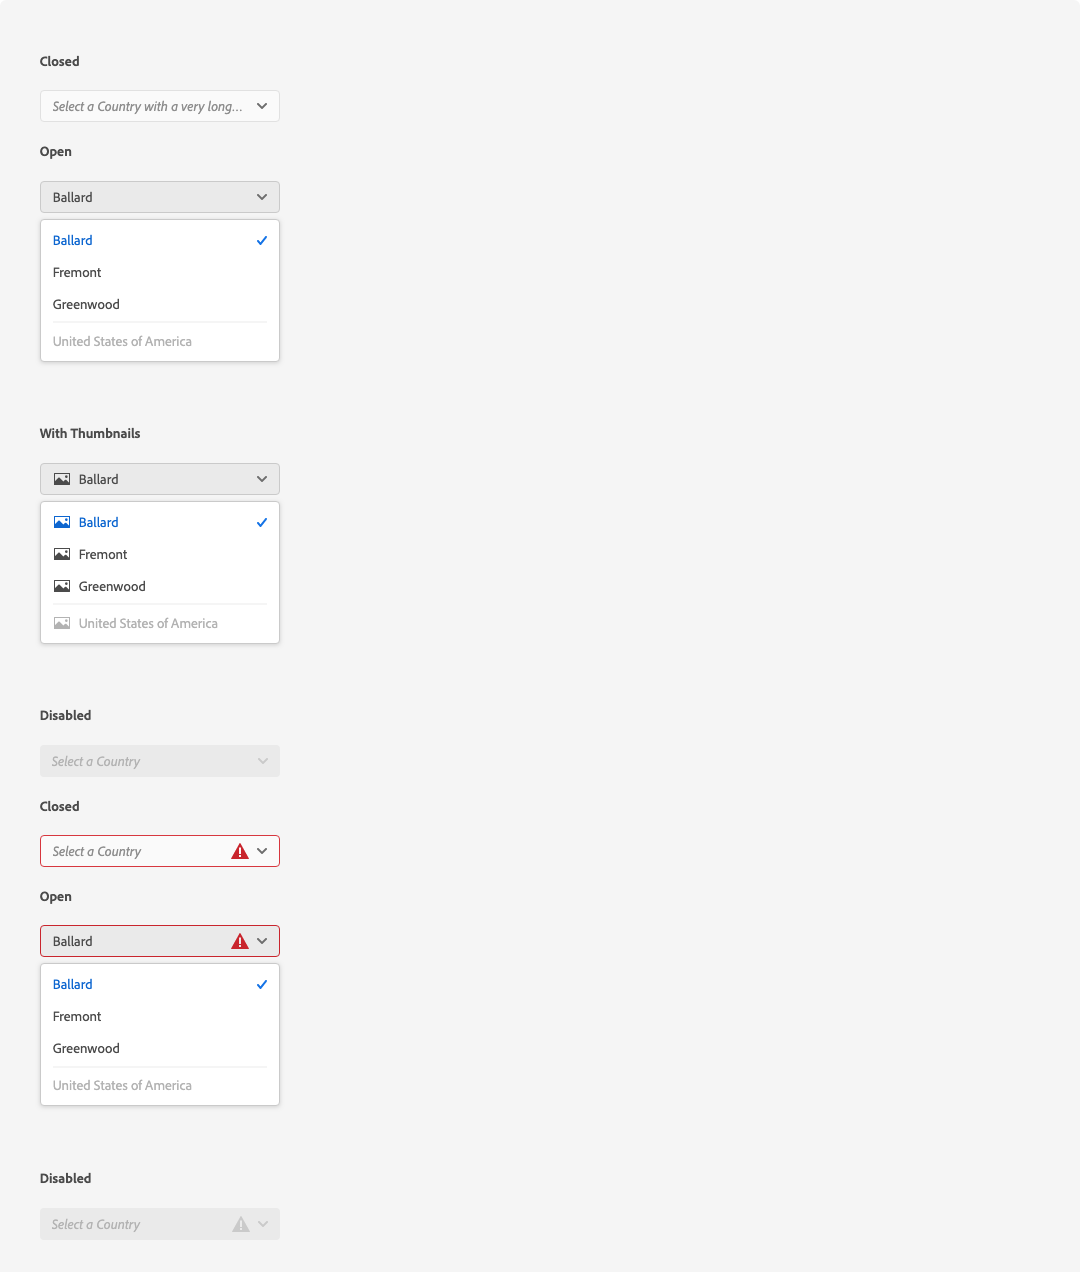 Closed
Select a Country with a very long...
Open
Ballard
Ballard
Fremont
Greenwood
United States of America
With Thumbnails
Ballard
Ballard
Fremont
Greenwood
United States of America
Disabled
Select a Country
Closed
Select a Country
Open
Ballard
Ballard
Fremont
Greenwood
United States of America
Disabled
Select a Country